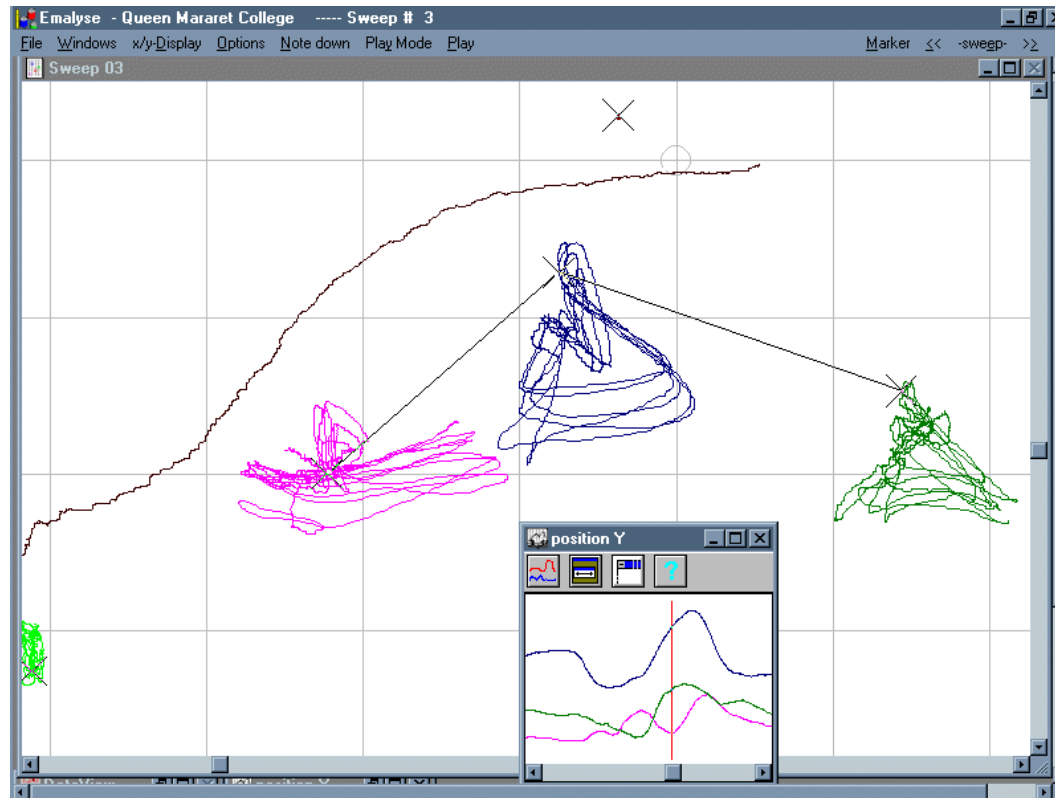 Emalyse - Queen Mararet College ----- Sweep # 3
File Windows x/y-Display Options Note down Play Mode Play Marker << -sweep- >>
Sweep 03
position Y
?